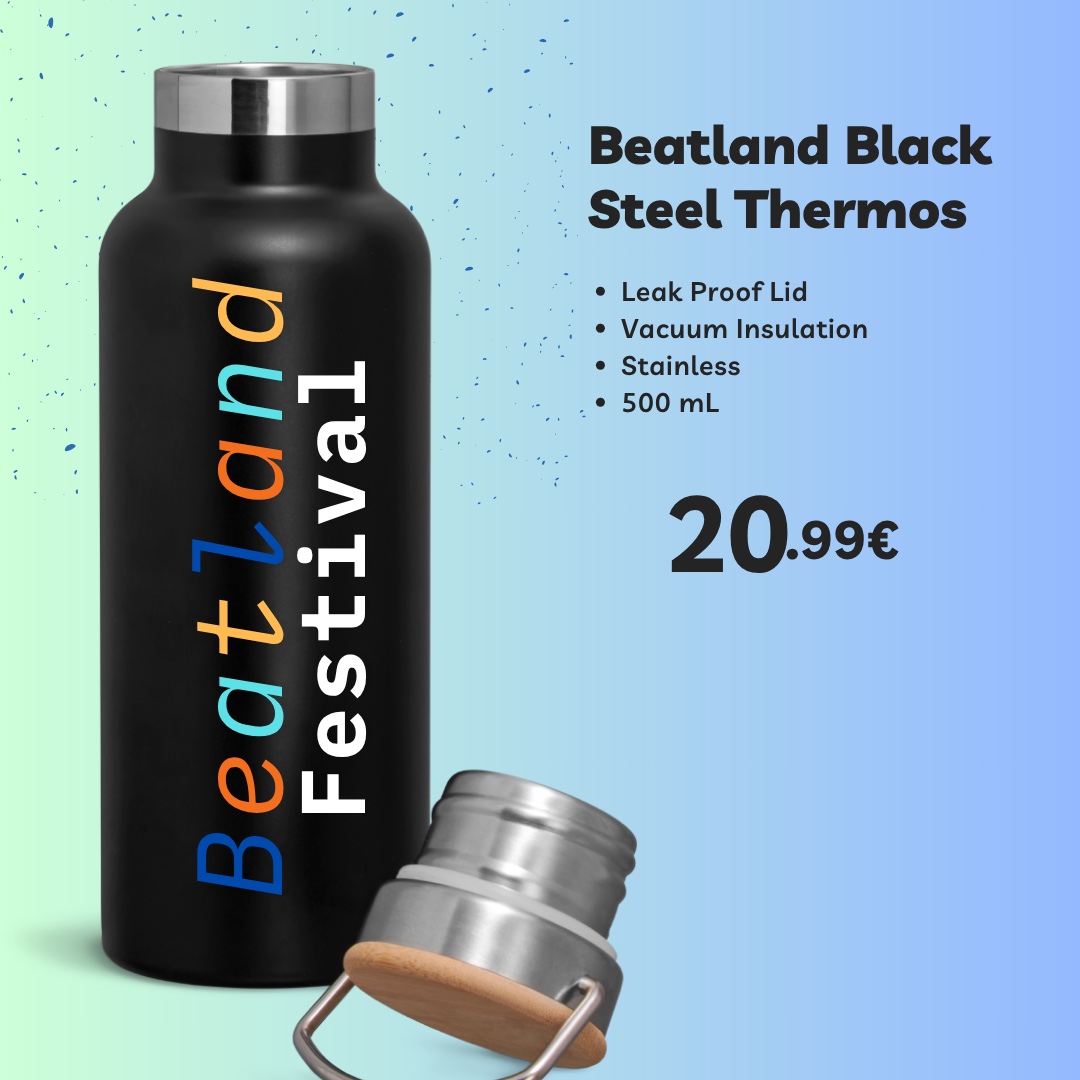 Beatland
Festival
Beatland Black
Steel Thermos
• Leak Proof Lid
• Vacuum Insulation
• Stainless
• 500 mL
20.99€